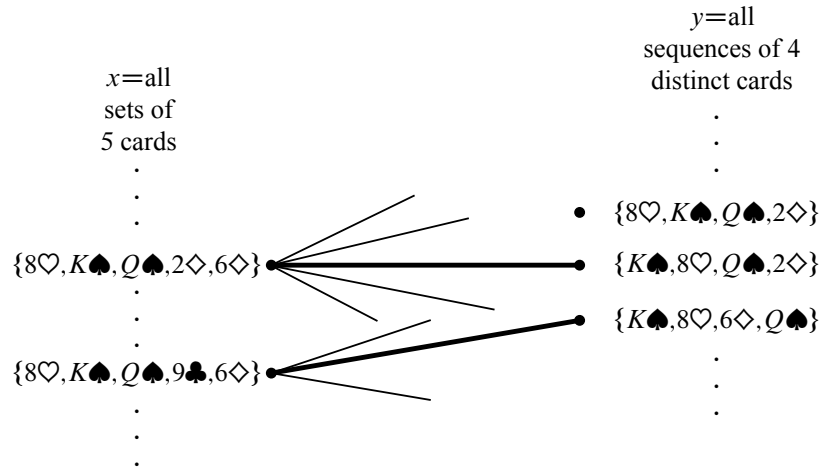 y=all
sequences of 4
distinct cards
x=all
sets of
5 cards
{8♡,K♠,Q♠,2♢}
{8♡,K♠,Q♠,2♢,6♢}
{K♠,8♡,Q♠,2♢}
{K♠,8♡,6♢,Q♠}
{8♡,K♠,Q♠,9♣,6♢}